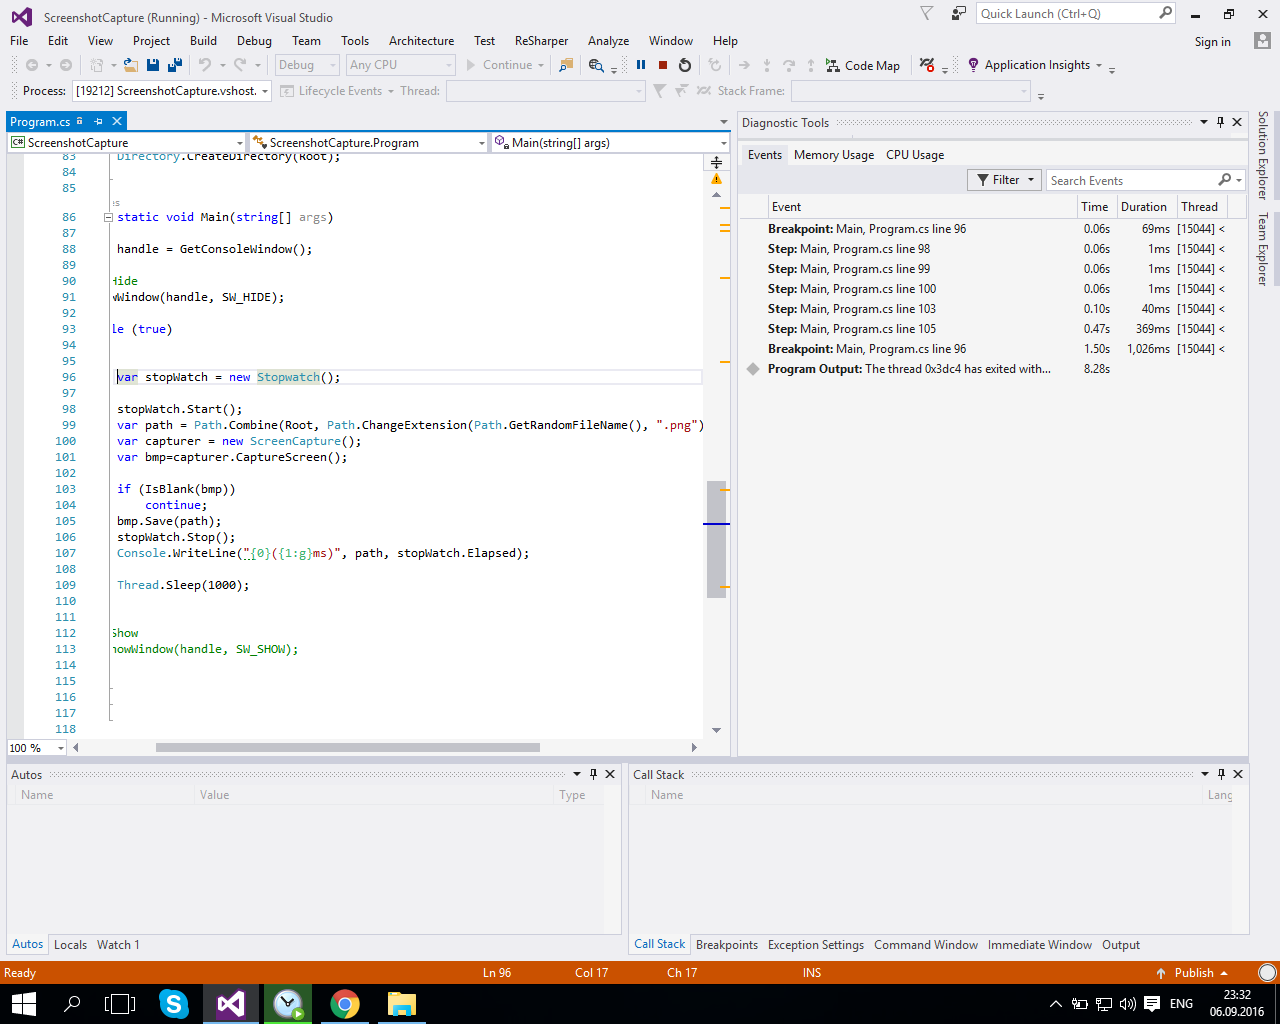 ScreenshotCapture (Running) - Microsoft Visual Studio
Quick Launch (Ctrl+Q)
File Edit View Project Build Debug Team Tools Architecture Test ReSharper Analyze Window Help
Sign in
Debug Any CPU Continue Code Map Application Insights
Process: [19212] ScreenshotCapture.vshost. Lifecycle Events Thread: Stack Frame:
Program.cs
ScreenshotCapture ScreenshotCapture.Program Main(string[] args)
83 Directory.CreateDirectory(Root);
84
85
es
86 static void Main(string[] args)
87
88 handle = GetConsoleWindow();
89
90 Hide
91 wWindow(handle, SW_HIDE);
92
93 le (true)
94
95
96 var stopWatch = new Stopwatch();
97
98 stopWatch.Start();
99 var path = Path.Combine(Root, Path.ChangeExtension(Path.GetRandomFileName(), ".png")
100 var capturer = new ScreenCapture();
101 var bmp=capturer.CaptureScreen();
102
103 if (IsBlank(bmp))
104 continue;
105 bmp.Save(path);
106 stopWatch.Stop();
107 Console.WriteLine("{0}({1:g}ms)", path, stopWatch.Elapsed);
108
109 Thread.Sleep(1000);
110
111
112 Show
113 howWindow(handle, SW_SHOW);
114
115
116
117
118
100 %
Diagnostic Tools
Events Memory Usage CPU Usage
Filter Search Events
Event Time Duration Thread
Breakpoint: Main, Program.cs line 96 0.06s 69ms [15044] <
Step: Main, Program.cs line 98 0.06s 1ms [15044] <
Step: Main, Program.cs line 99 0.06s 1ms [15044] <
Step: Main, Program.cs line 100 0.06s 1ms [15044] <
Step: Main, Program.cs line 103 0.10s 40ms [15044] <
Step: Main, Program.cs line 105 0.47s 369ms [15044] <
Breakpoint: Main, Program.cs line 96 1.50s 1,026ms [15044] <
Program Output: The thread 0x3dc4 has exited with... 8.28s
Solution Explorer
Team Explorer
Autos
Name Value Type
Autos Locals Watch 1
Call Stack
Name Lang
Call Stack Breakpoints Exception Settings Command Window Immediate Window Output
Ready Ln 96 Col 17 Ch 17 INS Publish
ENG
23:32
06.09.2016